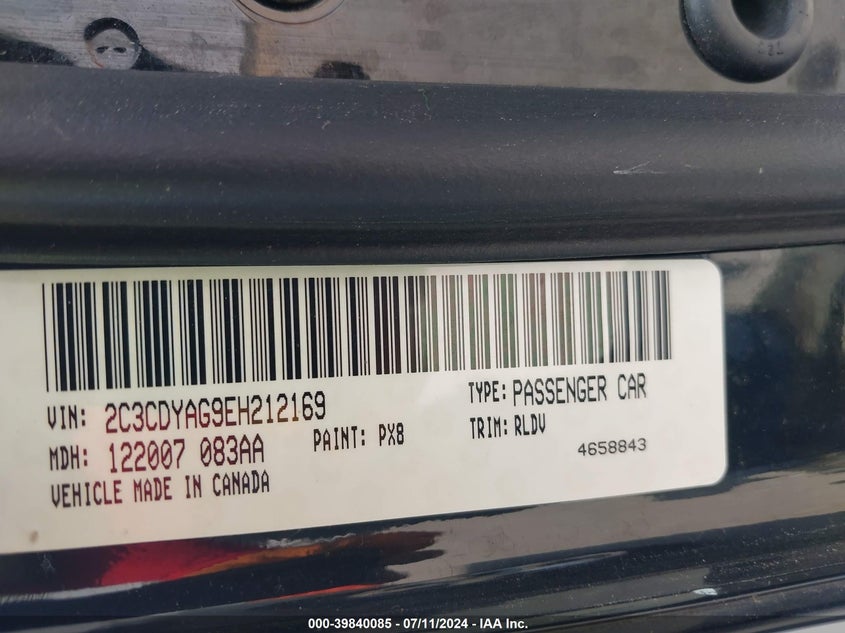 VIN: 2C3CDYAG9EH212169
TYPE: PASSENGER CAR
MDH: 122007 083AA
PAINT: PX8
TRIM: RLDV
VEHICLE MADE IN CANADA
4658843
000-39840085 - 07/11/2024 - IAA Inc.